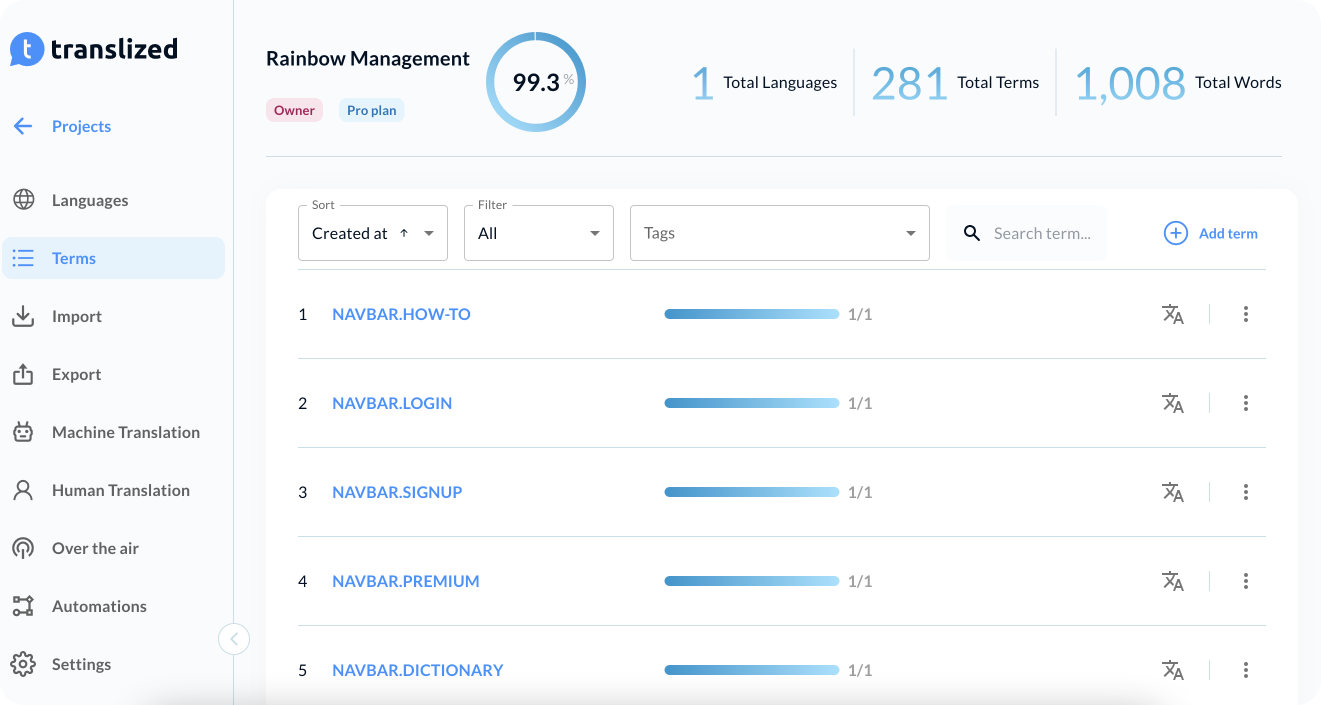 translized
Projects
Languages
Terms
Import
Export
Machine Translation
Human Translation
Over the air
Automations
Settings
Rainbow Management
Owner Pro plan
99.3 %
1 Total Languages
281 Total Terms
1,008 Total Words
Sort
Created at
Filter
All
Tags
Search term...
Add term
1 NAVBAR.HOW-TO 1/1
2 NAVBAR.LOGIN 1/1
3 NAVBAR.SIGNUP 1/1
4 NAVBAR.PREMIUM 1/1
5 NAVBAR.DICTIONARY 1/1